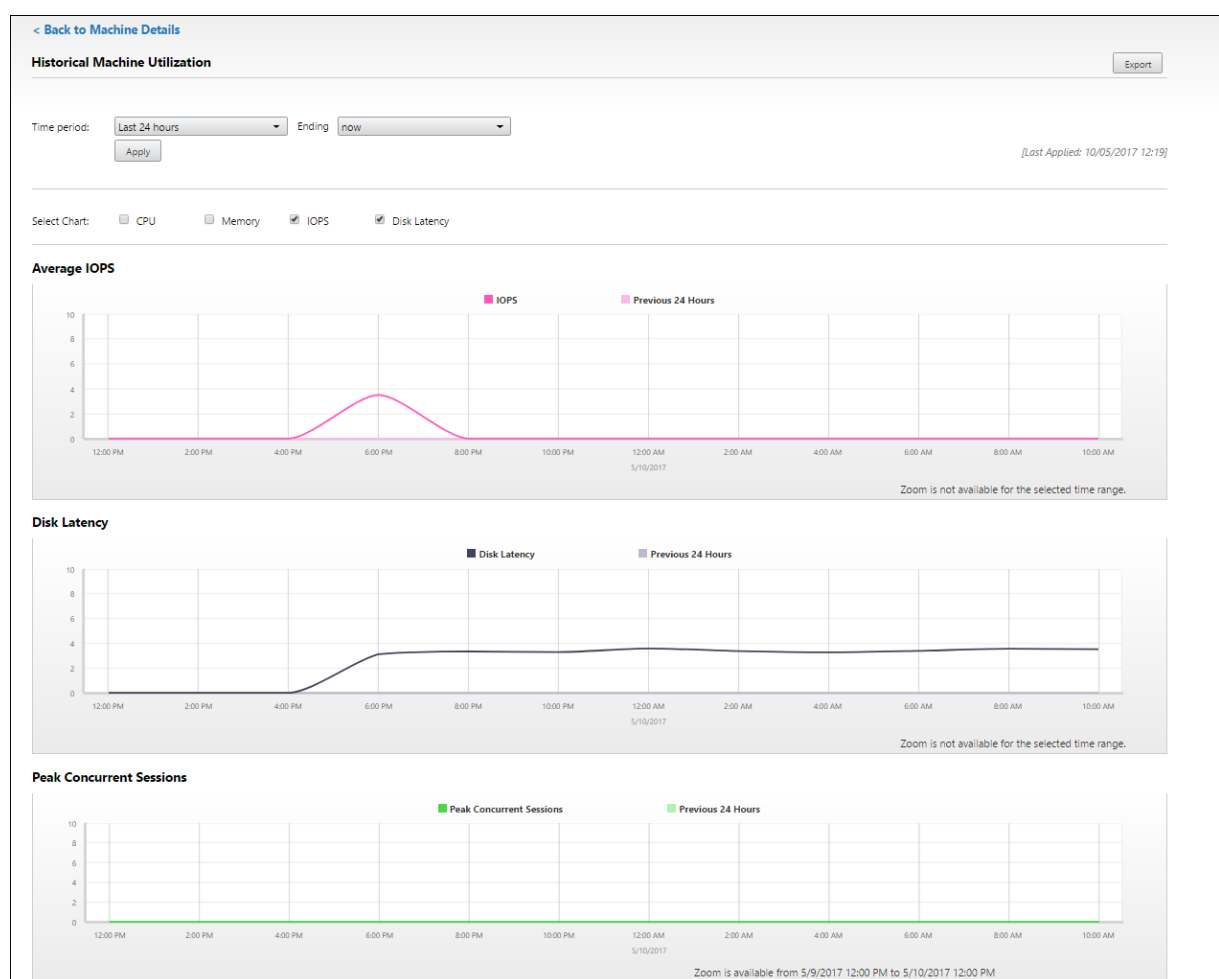 < Back to Machine Details
Historical Machine Utilization
Export
Time period: Last 24 hours Ending now
Apply
[Last Applied: 10/05/2017 12:19]
Select Chart: CPU Memory IOPS Disk Latency
Average IOPS
IOPS Previous 24 Hours
10
8
6
4
2
0
12:00 PM 2:00 PM 4:00 PM 6:00 PM 8:00 PM 10:00 PM 12:00 AM 2:00 AM 4:00 AM 6:00 AM 8:00 AM 10:00 AM
5/10/2017
Zoom is not available for the selected time range.
Disk Latency
Disk Latency Previous 24 Hours
10
8
6
4
2
0
12:00 PM 2:00 PM 4:00 PM 6:00 PM 8:00 PM 10:00 PM 12:00 AM 2:00 AM 4:00 AM 6:00 AM 8:00 AM 10:00 AM
5/10/2017
Zoom is not available for the selected time range.
Peak Concurrent Sessions
Peak Concurrent Sessions Previous 24 Hours
10
8
6
4
2
0
12:00 PM 2:00 PM 4:00 PM 6:00 PM 8:00 PM 10:00 PM 12:00 AM 2:00 AM 4:00 AM 6:00 AM 8:00 AM 10:00 AM
5/10/2017
Zoom is available from 5/9/2017 12:00 PM to 5/10/2017 12:00 PM